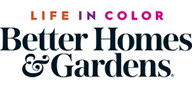 LIFE IN COLOR
Better Homes
& Gardens.